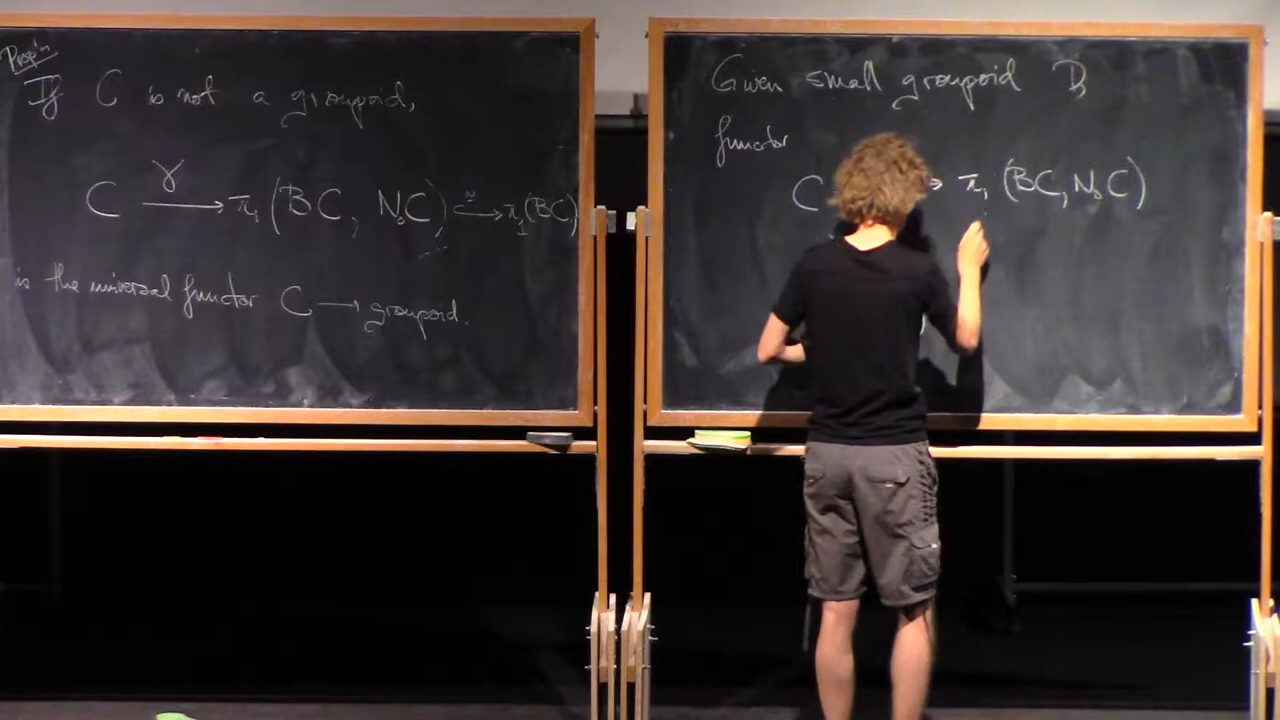 Prop'n
If C is not a groupoid,
C γ→ π₁(BC, N₀C) ≃→ π₁(BC)
is the universal functor C → groupoid.
Given small groupoid D,
functor
C → π₁(BC, N₀C)